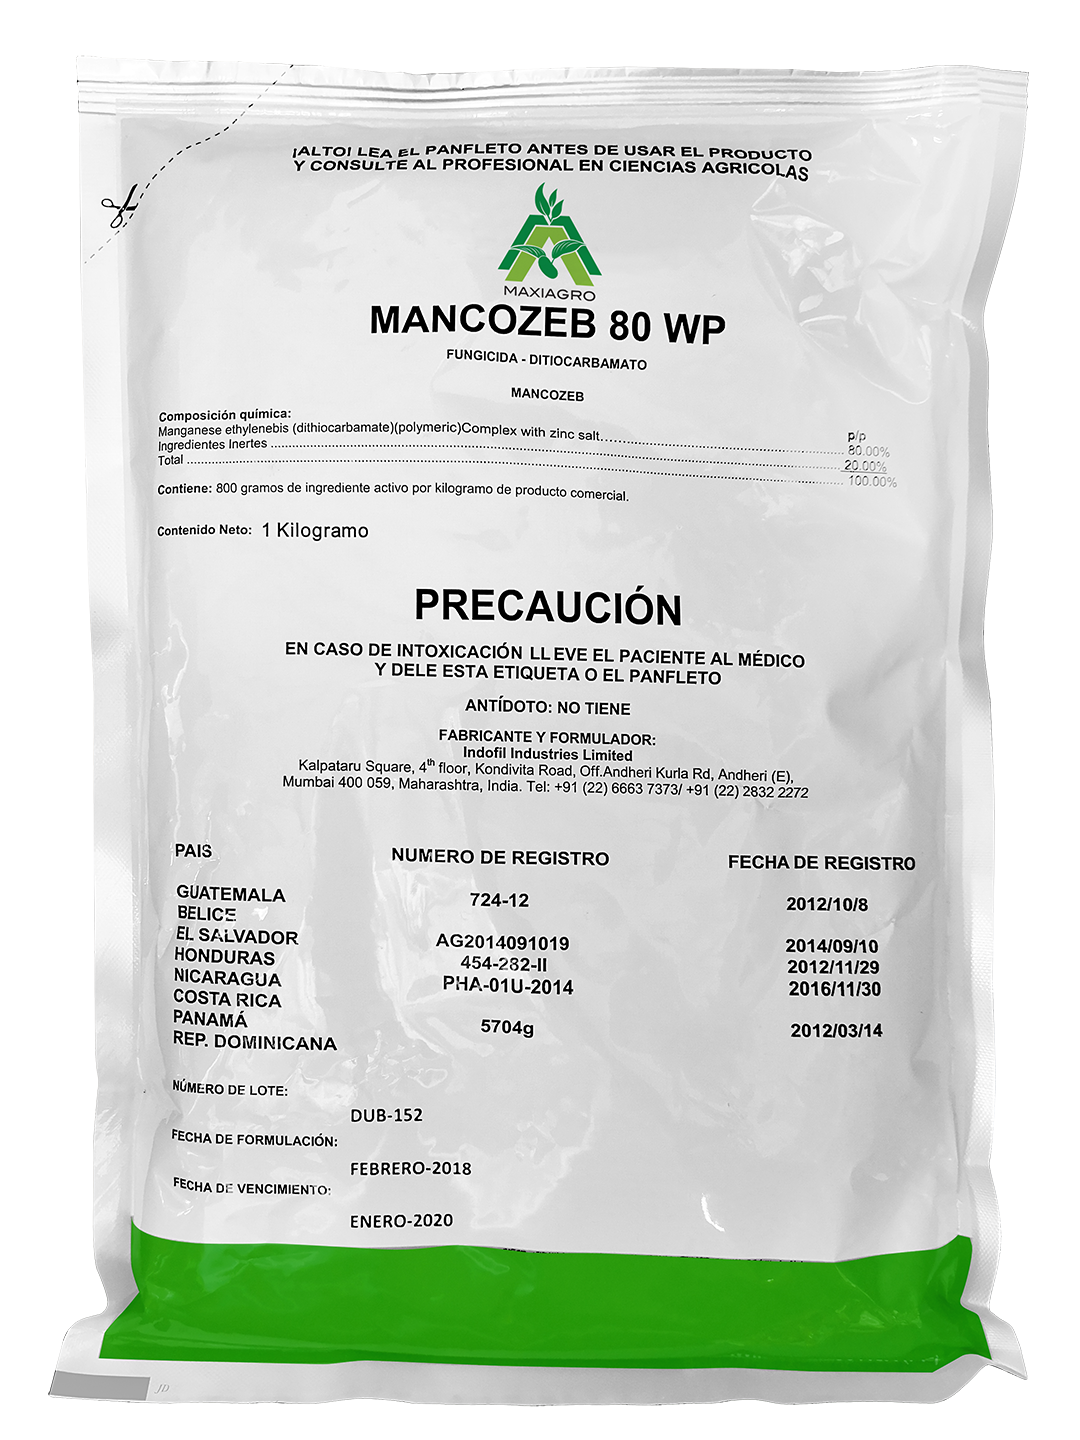 ¡ALTO! LEA EL PANFLETO ANTES DE USAR EL PRODUCTO
Y CONSULTE AL PROFESIONAL EN CIENCIAS AGRICOLAS
MAXIAGRO
MANCOZEB 80 WP
FUNGICIDA - DITIOCARBAMATO
MANCOZEB
Composición química:
p/p
Manganese ethylenebis (dithiocarbamate)(polymeric)Complex with zinc salt........ 80.00%
Ingredientes Inertes ........ 20.00%
Total ........ 100.00%
Contiene: 800 gramos de ingrediente activo por kilogramo de producto comercial.
Contenido Neto: 1 Kilogramo
PRECAUCIÓN
EN CASO DE INTOXICACIÓN LLEVE EL PACIENTE AL MÉDICO
Y DELE ESTA ETIQUETA O EL PANFLETO
ANTÍDOTO: NO TIENE
FABRICANTE Y FORMULADOR:
Indofil Industries Limited
Kalpataru Square, 4th floor, Kondivita Road, Off.Andheri Kurla Rd, Andheri (E),
Mumbai 400 059, Maharashtra, India. Tel: +91 (22) 6663 7373/ +91 (22) 2832 2272
PAIS NUMERO DE REGISTRO FECHA DE REGISTRO
GUATEMALA 724-12 2012/10/8
BELICE
EL SALVADOR AG2014091019 2014/09/10
HONDURAS 454-282-II 2012/11/29
NICARAGUA PHA-01U-2014 2016/11/30
COSTA RICA
PANAMÁ 5704g 2012/03/14
REP. DOMINICANA
NÚMERO DE LOTE:
DUB-152
FECHA DE FORMULACIÓN:
FEBRERO-2018
FECHA DE VENCIMIENTO:
ENERO-2020
JD